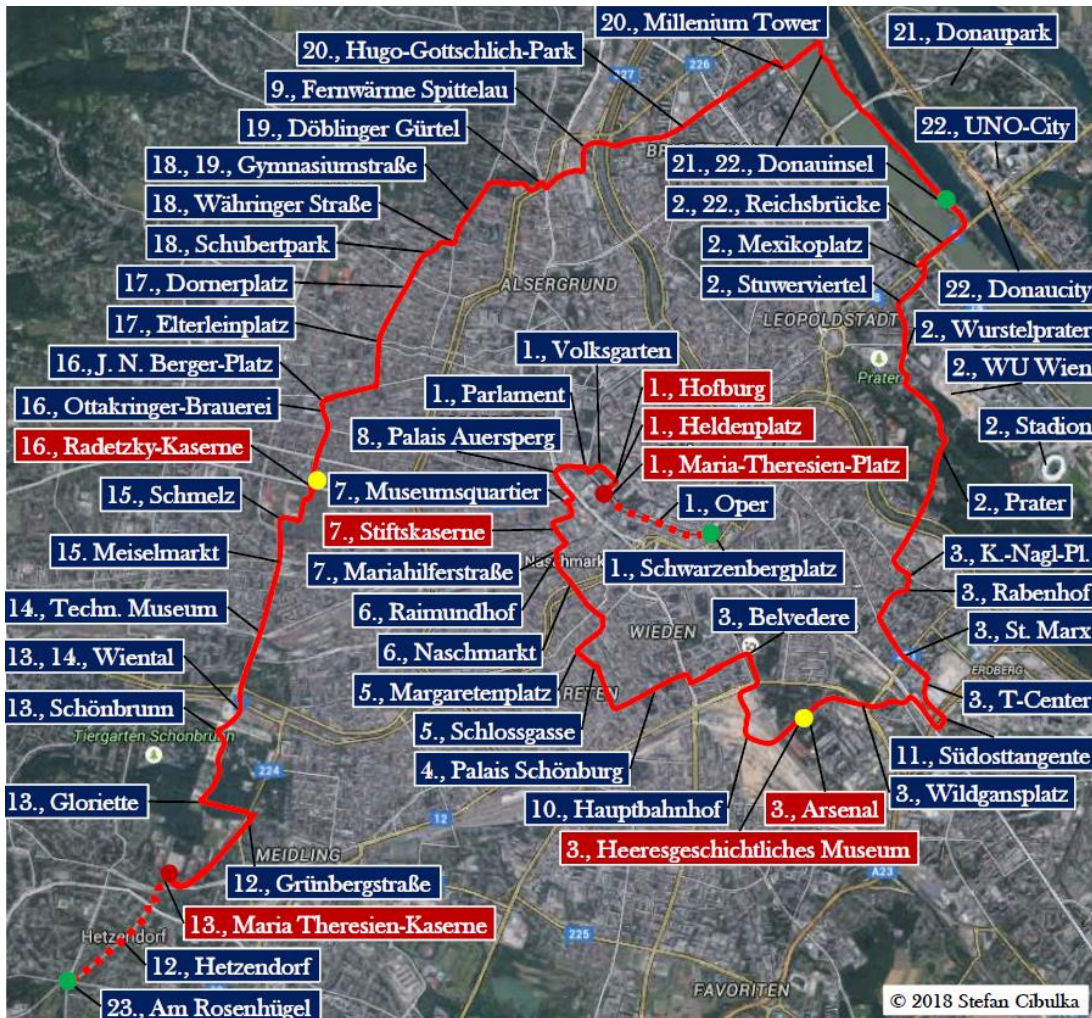 20., Millenium Tower
21., Donaupark
20., Hugo-Gottschlich-Park
226
227
9., Fernwärme Spittelau
22., UNO-City
19., Döblinger Gürtel
18., 19., Gymnasiumstraße
21., 22., Donauinsel
18., Währinger Straße
2., 22., Reichsbrücke
18., Schubertpark
2., Mexikoplatz
17., Dornerplatz
ALSERGRUND
2., Stuwerviertel
22., Donaucity
17., Elterleinplatz
LEOPOLDSTADT
2., Wurstelprater
1., Volksgarten
16., J. N. Berger-Platz
Prater
2., WU Wien
1., Parlament
1., Hofburg
16., Ottakringer-Brauerei
1., Heldenplatz
8., Palais Auersperg
2., Stadion
16., Radetzky-Kaserne
1., Maria-Theresien-Platz
7., Museumsquartier
1., Oper
2., Prater
15., Schmelz
7., Stiftskaserne
15. Meiselmarkt
Naschmark
3., K.-Nagl-Pl.
7., Mariahilferstraße
1., Schwarzenbergplatz
3., Rabenhof
14., Techn. Museum
6., Raimundhof
3., Belvedere
WIEDEN
3., St. Marx
13., 14., Wiental
6., Naschmarkt
ERDBERG
5., Margaretenplatz
ARETEN
3., T-Center
13., Schönbrunn
Tiergarten Schönbrunn
5., Schlossgasse
11., Südosttangente
224
4., Palais Schönburg
3., Wildgansplatz
13., Gloriette
10., Hauptbahnhof
3., Arsenal
12
3., Heeresgeschichtliches Museum
MEIDLING
A23
12., Grünbergstraße
13., Maria Theresien-Kaserne
Hetzendorf
225
12., Hetzendorf
FAVORITEN
23., Am Rosenhügel
© 2018 Stefan Cibulka